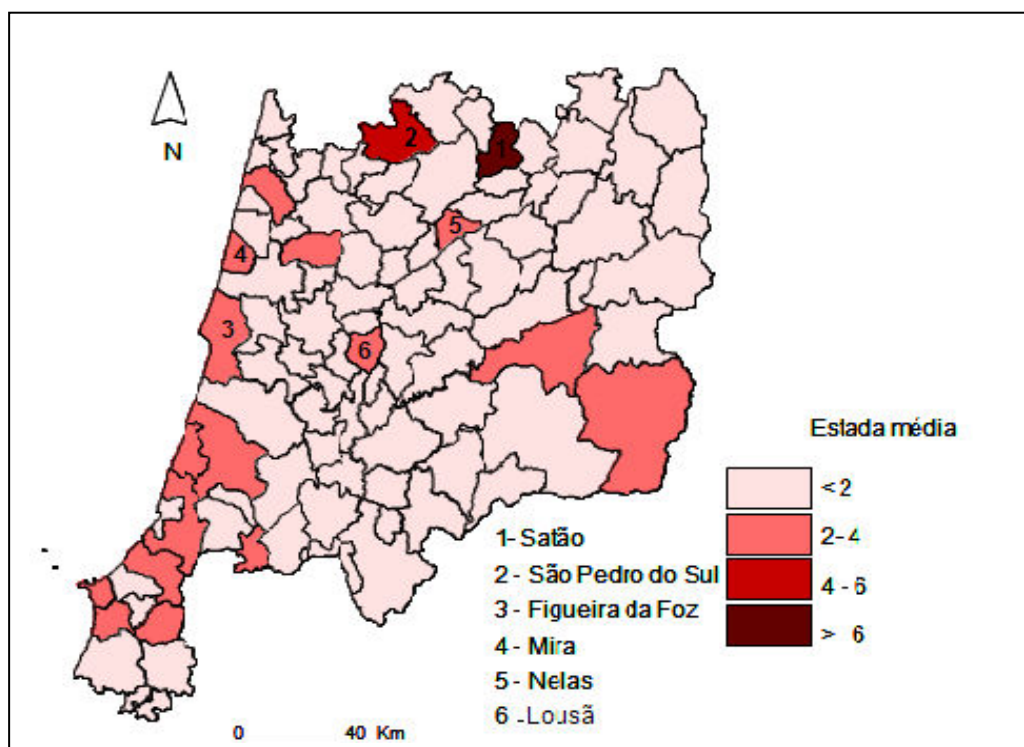 N
2
1
5
4
3
6
Estada média
<2
2-4
4-6
> 6
1- Satão
2 - São Pedro do Sul
3 - Figueira da Foz
4 - Mira
5 - Nelas
6 -Lousã
0 40 Km